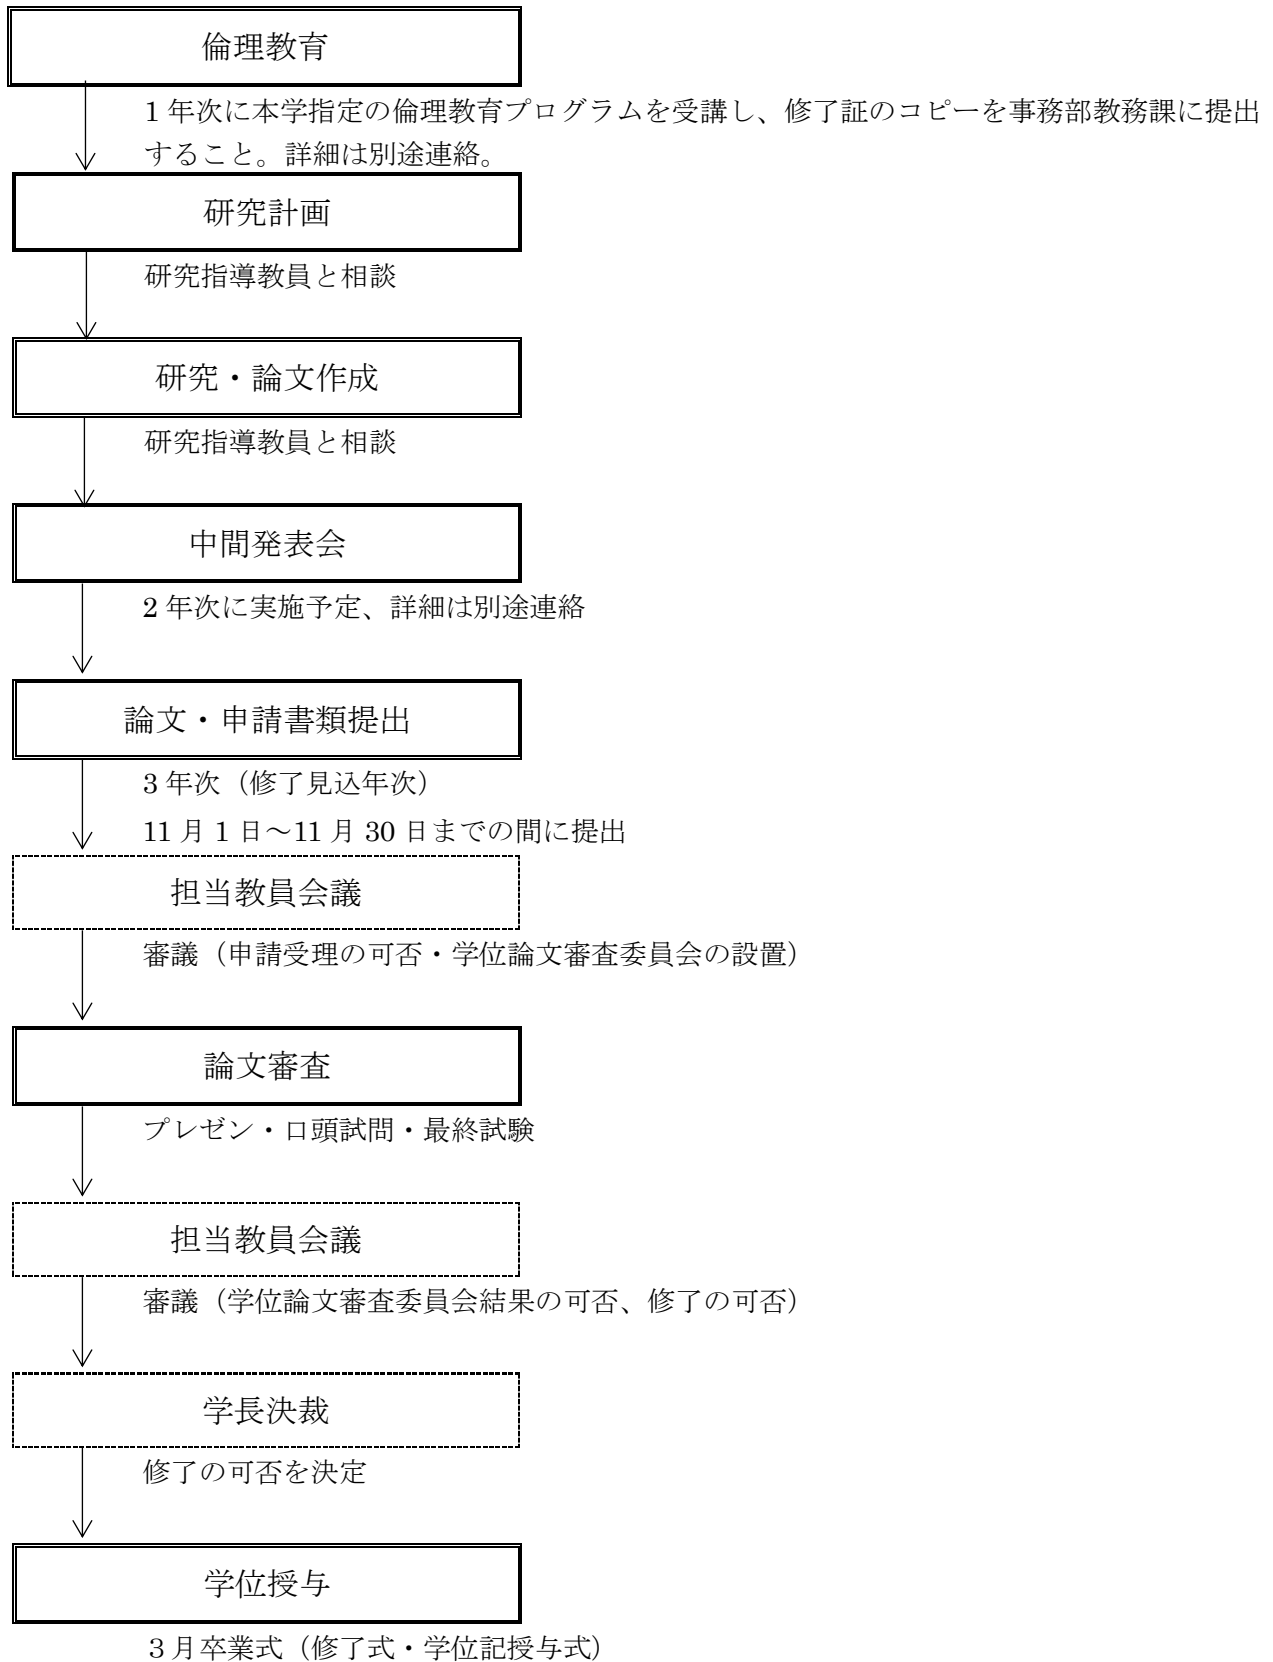 倫理教育
1 年次に本学指定の倫理教育プログラムを受講し、修了証のコピーを事務部教務課に提出
すること。詳細は別途連絡。
研究計画
研究指導教員と相談
研究・論文作成
研究指導教員と相談
中間発表会
2 年次に実施予定、詳細は別途連絡
論文・申請書類提出
3 年次（修了見込年次）
11 月 1 日～11 月 30 日までの間に提出
担当教員会議
審議（申請受理の可否・学位論文審査委員会の設置）
論文審査
プレゼン・口頭試問・最終試験
担当教員会議
審議（学位論文審査委員会結果の可否、修了の可否）
学長決裁
修了の可否を決定
学位授与
３月卒業式（修了式・学位記授与式）